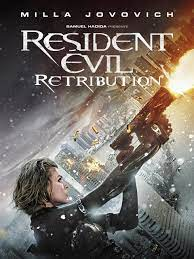 MILLA JOVOVICH
SAMUEL HADIDA PRESENTS
RESIDENT
EVIL
RETRIBUTION